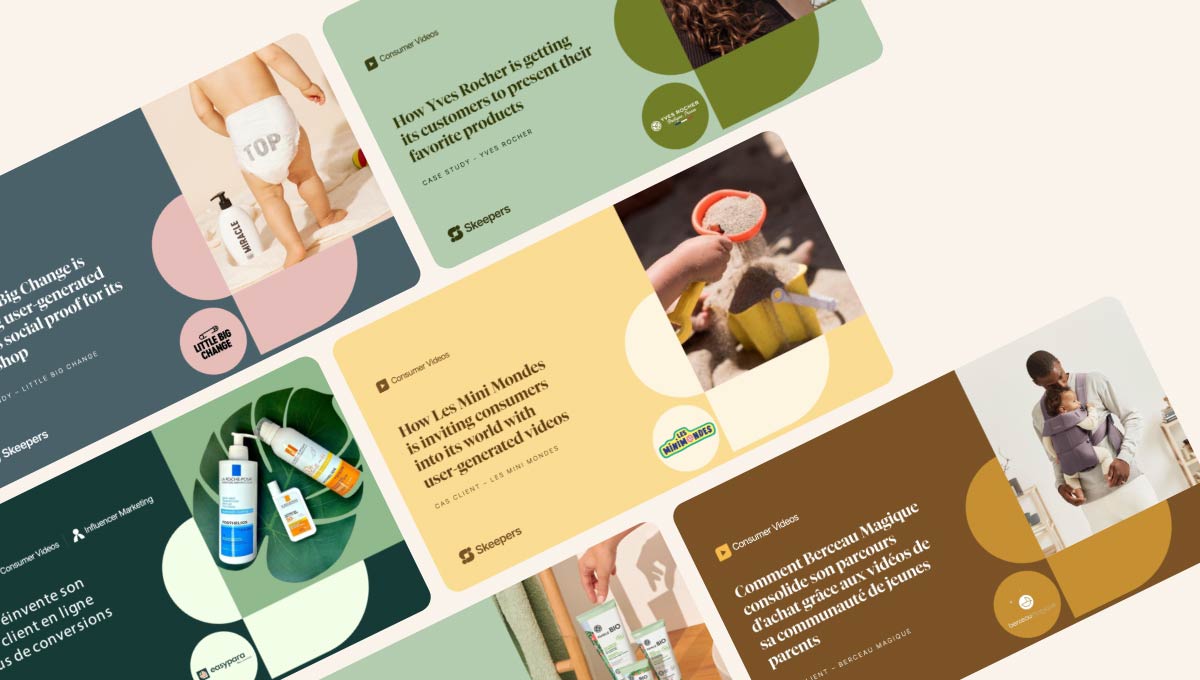 Consumer Videos
How Yves Rocher is getting
its customers to present their
favorite products
CASE STUDY – YVES ROCHER
YVES ROCHER
Skeepers
TOP
MIRACLE
Big Change is
user-generated
social proof for its
hop
DY – LITTLE BIG CHANGE
LITTLE BIG
CHANGE
Skeepers
Consumer Videos
How Les Mini Mondes
is inviting consumers
into its world with
user-generated videos
CAS CLIENT – LES MINI MONDES
LES
MINIMONDES
Skeepers
Consumer Videos
Influencer Marketing
éinvente son
client en ligne
us de conversions
easypara
LA ROCHE-POSAY
ANTHELIOS
BIO
Consumer Videos
Comment Berceau Magique
consolide son parcours
d'achat grâce aux vidéos de
sa communauté de jeunes
parents
LIENT – BERCEAU MAGIQUE
berceau magique